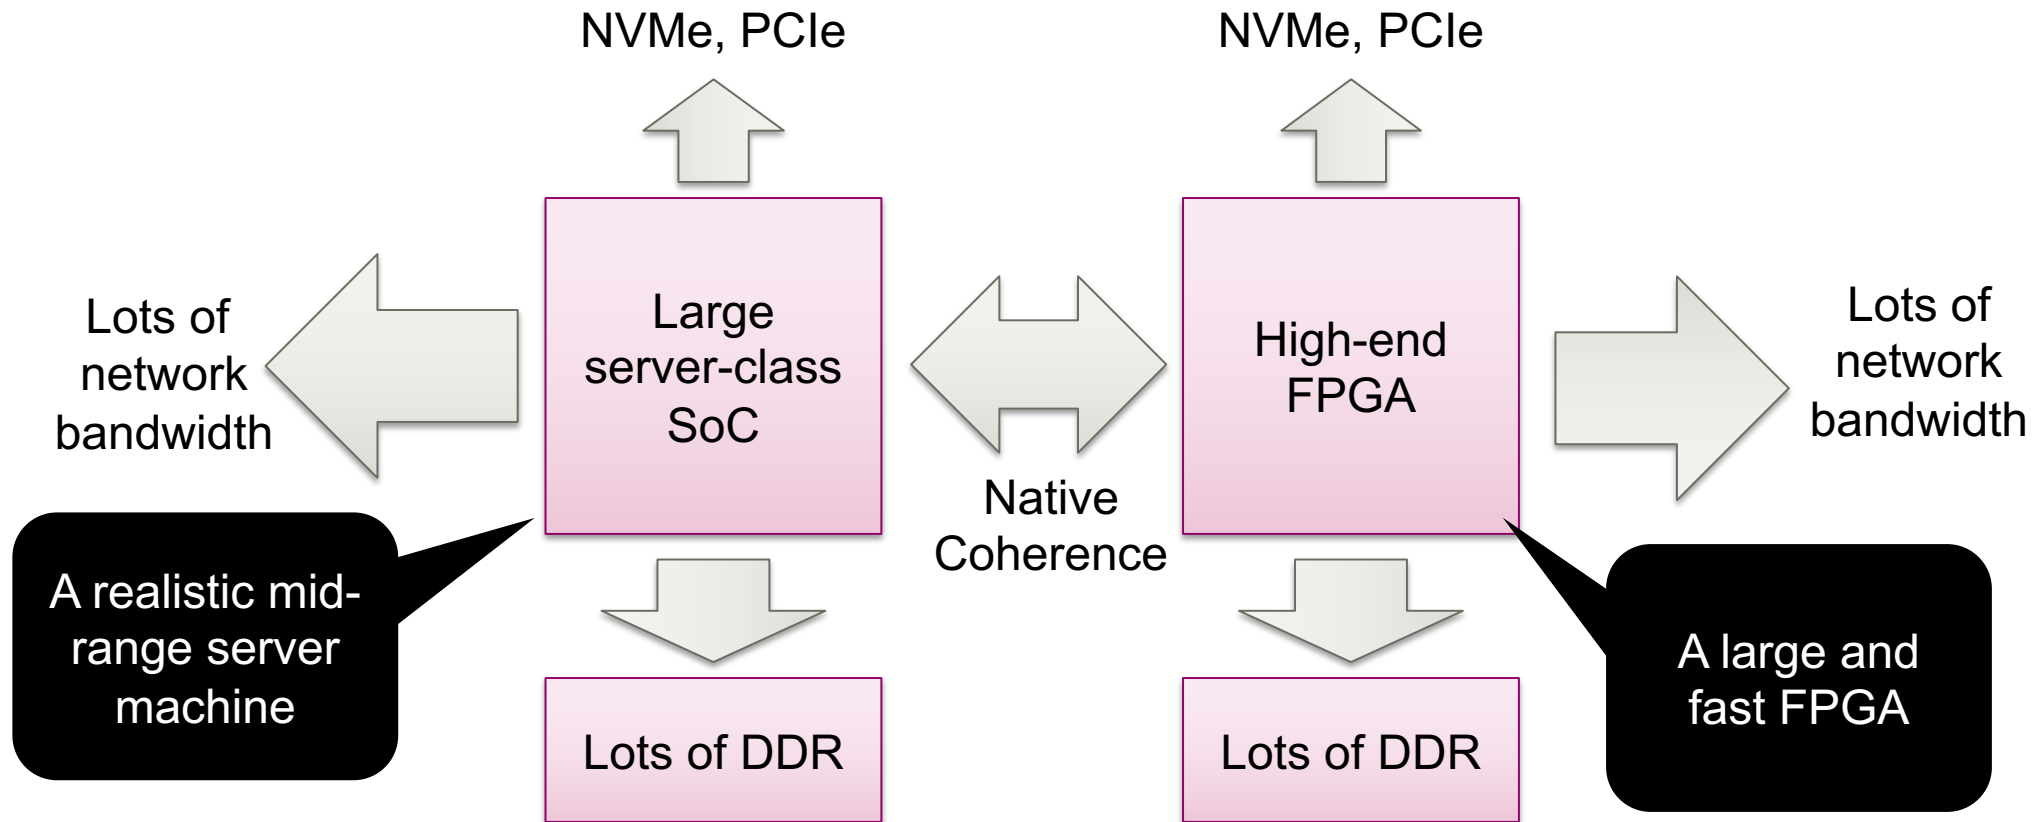 NVMe, PCIe
NVMe, PCIe
Lots of
network
bandwidth
Large
server-class
SoC
High-end
FPGA
Lots of
network
bandwidth
Native
Coherence
A realistic mid-
range server
machine
A large and
fast FPGA
Lots of DDR
Lots of DDR